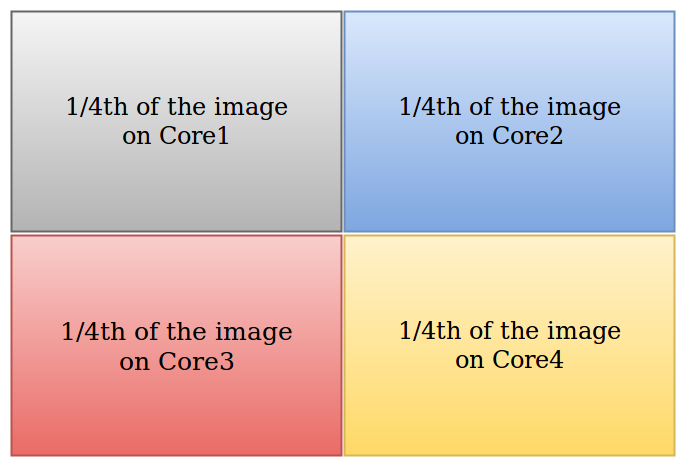 1/4th of the image
on Core1
1/4th of the image
on Core2
1/4th of the image
on Core3
1/4th of the image
on Core4